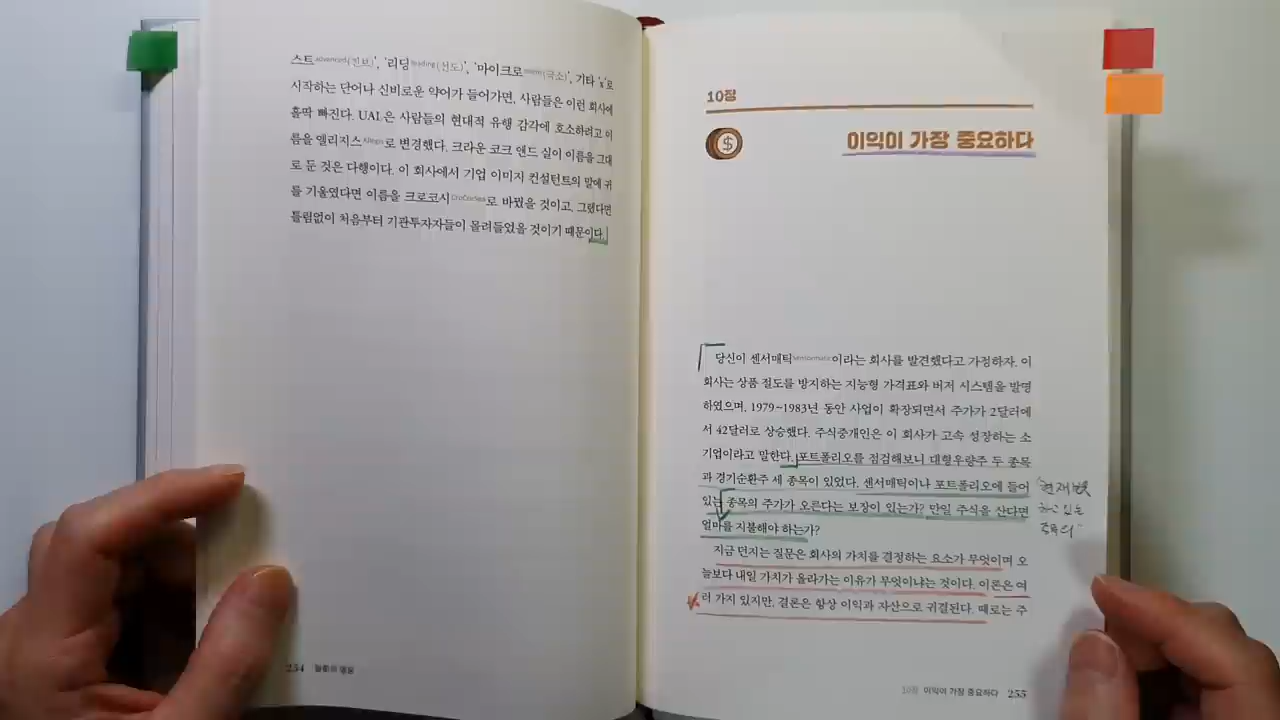 스트advanced(진보)', '리딩leading(선도)', '마이크로micro(극소)', 기타 'x'로
시작하는 단어나 신비로운 약어가 들어가면, 사람들은 이런 회사에
홀딱 빠진다. UAL은 사람들의 현대적 유행 감각에 호소하려고 이
름을 앨리지스Allegis로 변경했다. 크라운 코크 앤드 실이 이름을 그대
로 둔 것은 다행이다. 이 회사에서 기업 이미지 컨설턴트의 말에 귀
를 기울였다면 이름을 크로코시CroCorSea로 바꿨을 것이고, 그랬다면
틀림없이 처음부터 기관투자자들이 몰려들었을 것이기 때문이다.
254
10장
이익이 가장 중요하다
당신이 센서매틱Sensormatic이라는 회사를 발견했다고 가정하자. 이
회사는 상품 절도를 방지하는 지능형 가격표와 버저 시스템을 발명
하였으며, 1979~1983년 동안 사업이 확장되면서 주가가 2달러에
서 42달러로 상승했다. 주식중개인은 이 회사가 고속 성장하는 소
기업이라고 말한다. 포트폴리오를 점검해보니 대형우량주 두 종목
과 경기순환주 세 종목이 있었다. 센서매틱이나 포트폴리오에 들어
있는 종목의 주가가 오른다는 보장이 있는가? 만일 주식을 산다면
얼마를 지불해야 하는가?
지금 던지는 질문은 회사의 가치를 결정하는 요소가 무엇이며 오
늘보다 내일 가치가 올라가는 이유가 무엇이냐는 것이다. 이론은 여
러 가지 있지만, 결론은 항상 이익과 자산으로 귀결된다. 때로는 주
"현재 보유
하고 있는
종목의"
10장 이익이 가장 중요하다 255